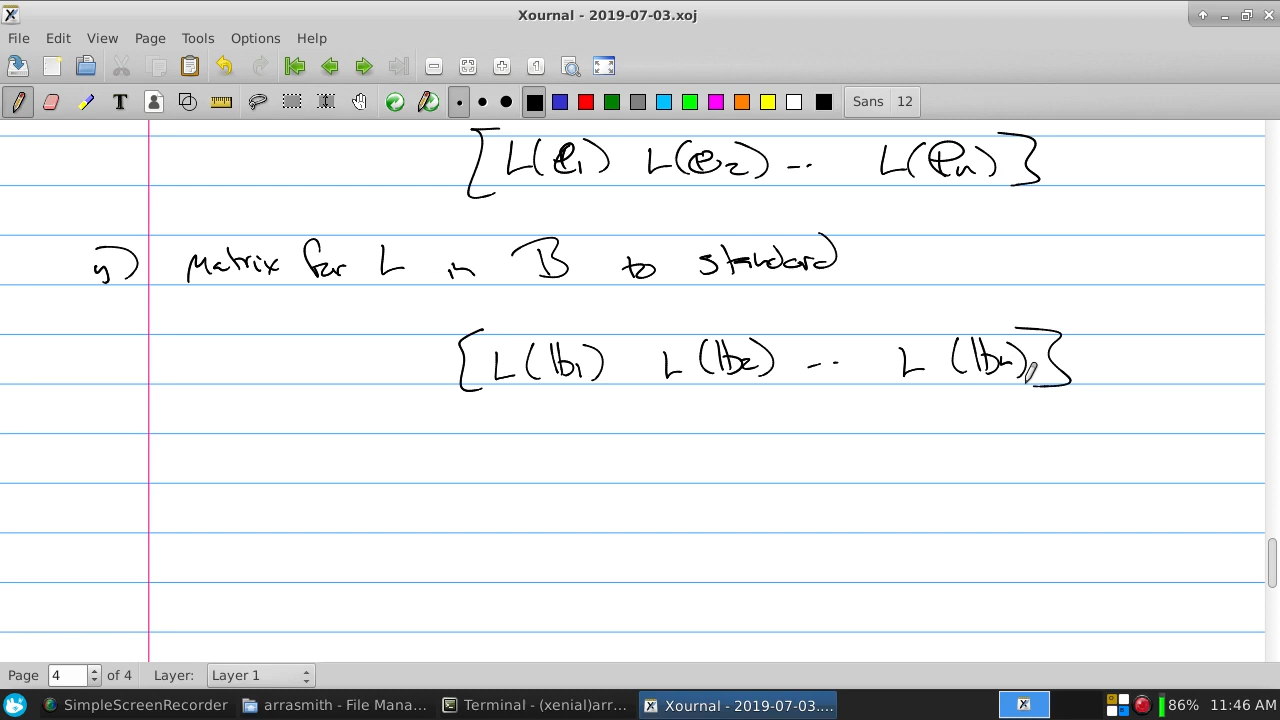 Xournal - 2019-07-03.xoj
File Edit View Page Tools Options Help
Sans 12
[L(e1) L(e2) -- L(en)]
y) Matrix for L in B to standard
[L(b1) L(b2) -- L(bn)]
Page 4 of 4 Layer: Layer 1
SimpleScreenRecorder arrasmith - File Mana... Terminal - (xenial)arr... Xournal - 2019-07-03.... 86% 11:46 AM